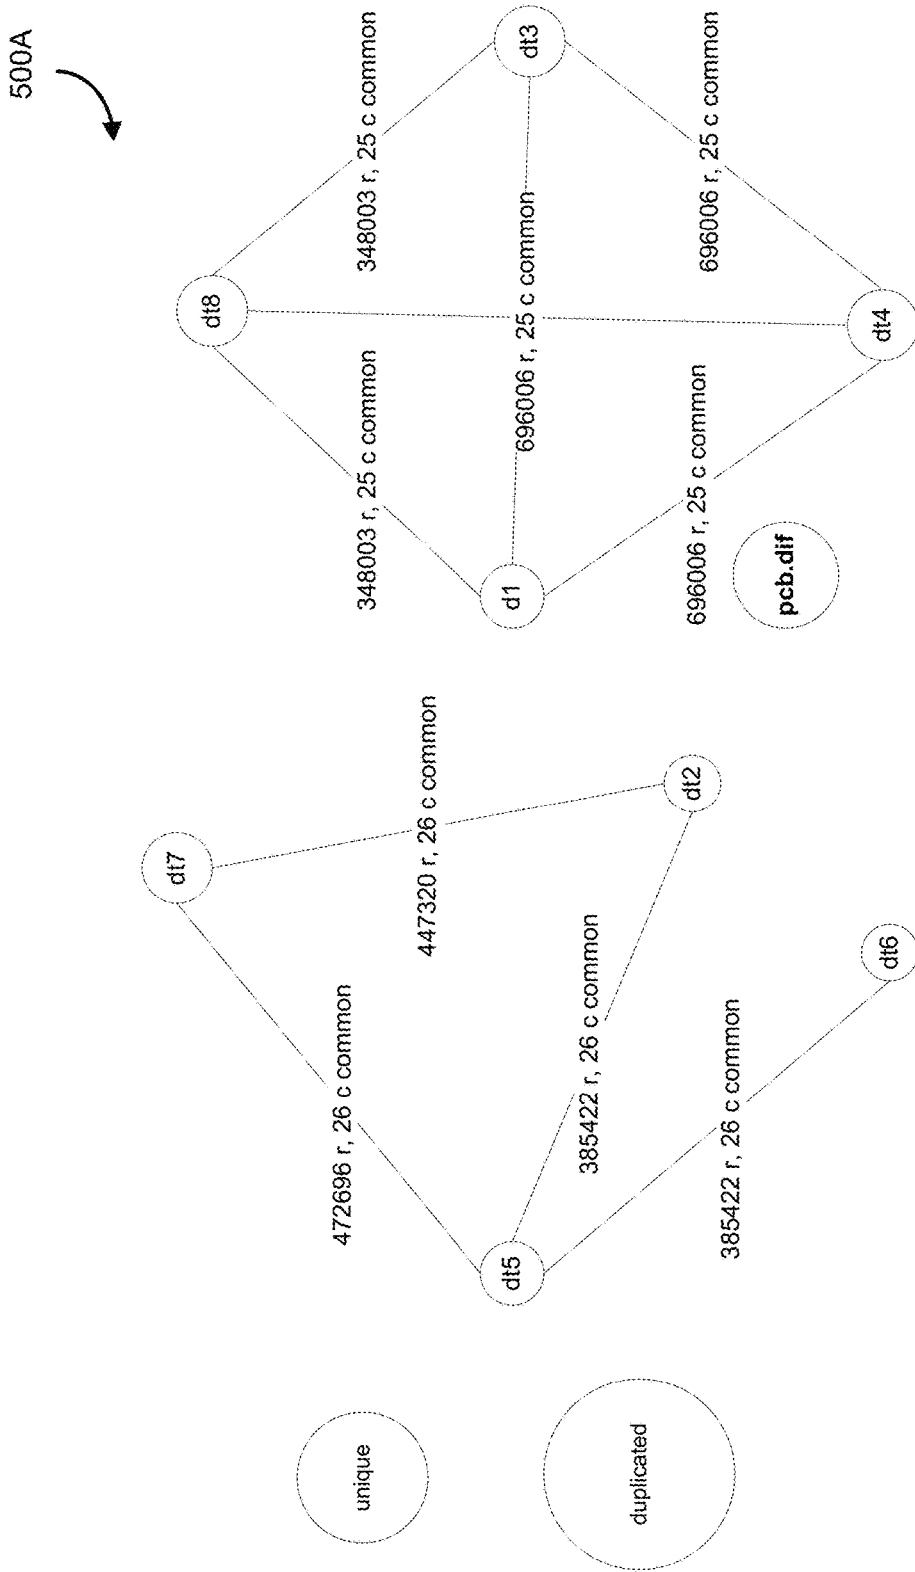 500A
unique
duplicated
dt7
472696 r, 26 c common
447320 r, 26 c common
dt5
385422 r, 26 c common
dt2
385422 r, 26 c common
dt6
dt8
348003 r, 25 c common
348003 r, 25 c common
d1
696006 r, 25 c common
dt3
696006 r, 25 c common
696006 r, 25 c common
pcb.dif
dt4